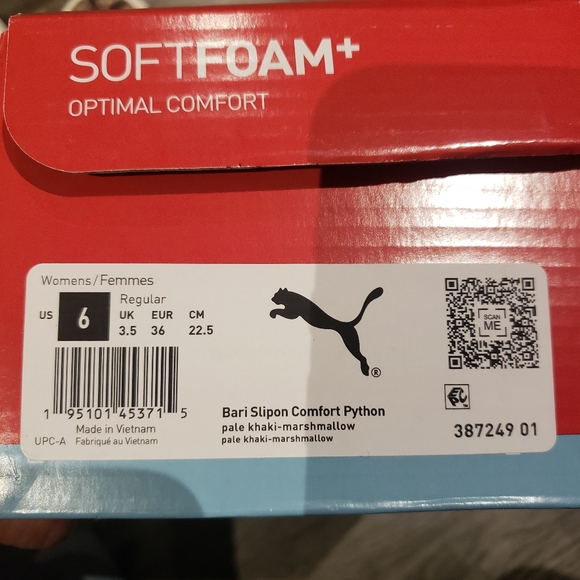 SOFTFOAM+
OPTIMAL COMFORT
Womens/Femmes
Regular
US 6 UK EUR CM
3.5 36 22.5
SCAN
ME
®
1 95101 45371 5
Bari Slipon Comfort Python
pale khaki-marshmallow
pale khaki-marshmallow
Made in Vietnam
UPC-A Fabriqué au Vietnam
387249 01